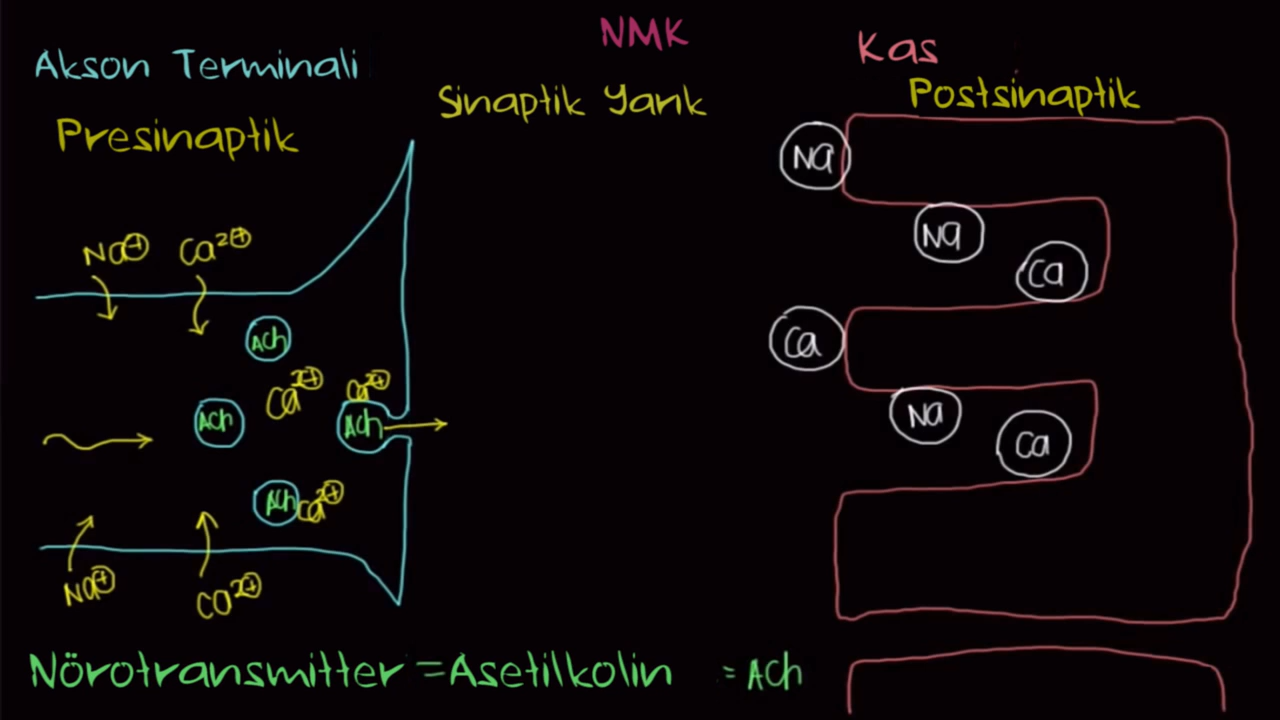 NMK
Akson Terminali
Kas
Sinaptik Yarık
Postsinaptik
Presinaptik
Na
Na⁺ Ca²⁺
Na
Ca
Ach
Ca
Ca²⁺ Ca²⁺
Ach Ach
Na
Ca
Ach Ca²⁺
Na⁺ Ca²⁺
Nörotransmitter = Asetilkolin = Ach